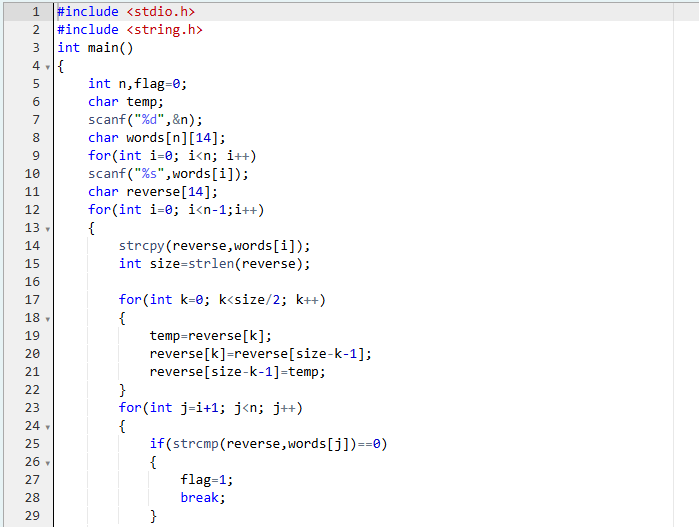 1 #include <stdio.h>
2 #include <string.h>
3 int main()
4 {
5 int n,flag=0;
6 char temp;
7 scanf("%d",&n);
8 char words[n][14];
9 for(int i=0; i<n; i++)
10 scanf("%s",words[i]);
11 char reverse[14];
12 for(int i=0; i<n-1;i++)
13 {
14 strcpy(reverse,words[i]);
15 int size=strlen(reverse);
16
17 for(int k=0; k<size/2; k++)
18 {
19 temp=reverse[k];
20 reverse[k]=reverse[size-k-1];
21 reverse[size-k-1]=temp;
22 }
23 for(int j=i+1; j<n; j++)
24 {
25 if(strcmp(reverse,words[j])==0)
26 {
27 flag=1;
28 break;
29 }